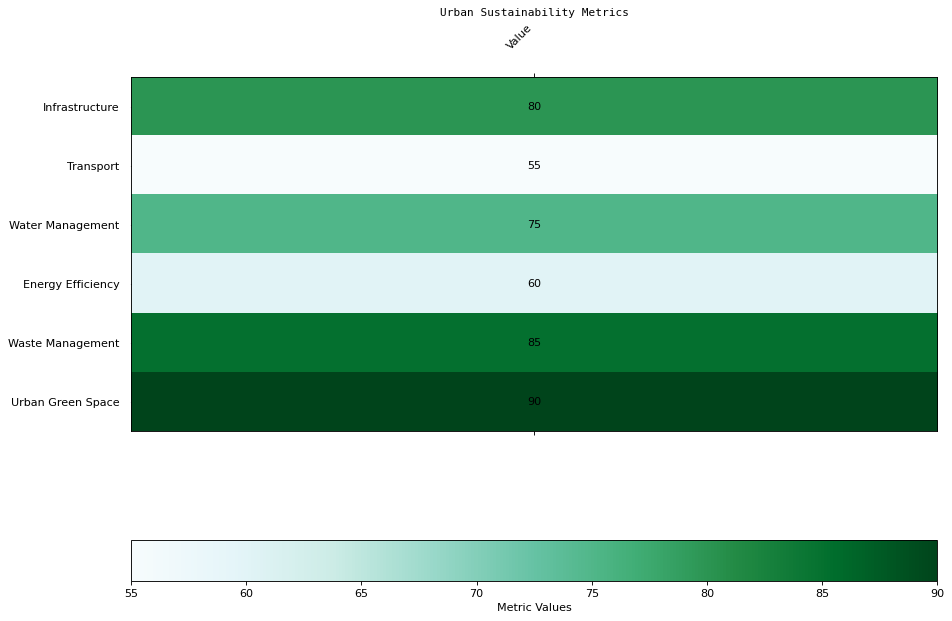 Urban Sustainability Metrics
Value
Infrastructure 80
Transport 55
Water Management 75
Energy Efficiency 60
Waste Management 85
Urban Green Space 90
55 60 65 70 75 80 85 90
Metric Values